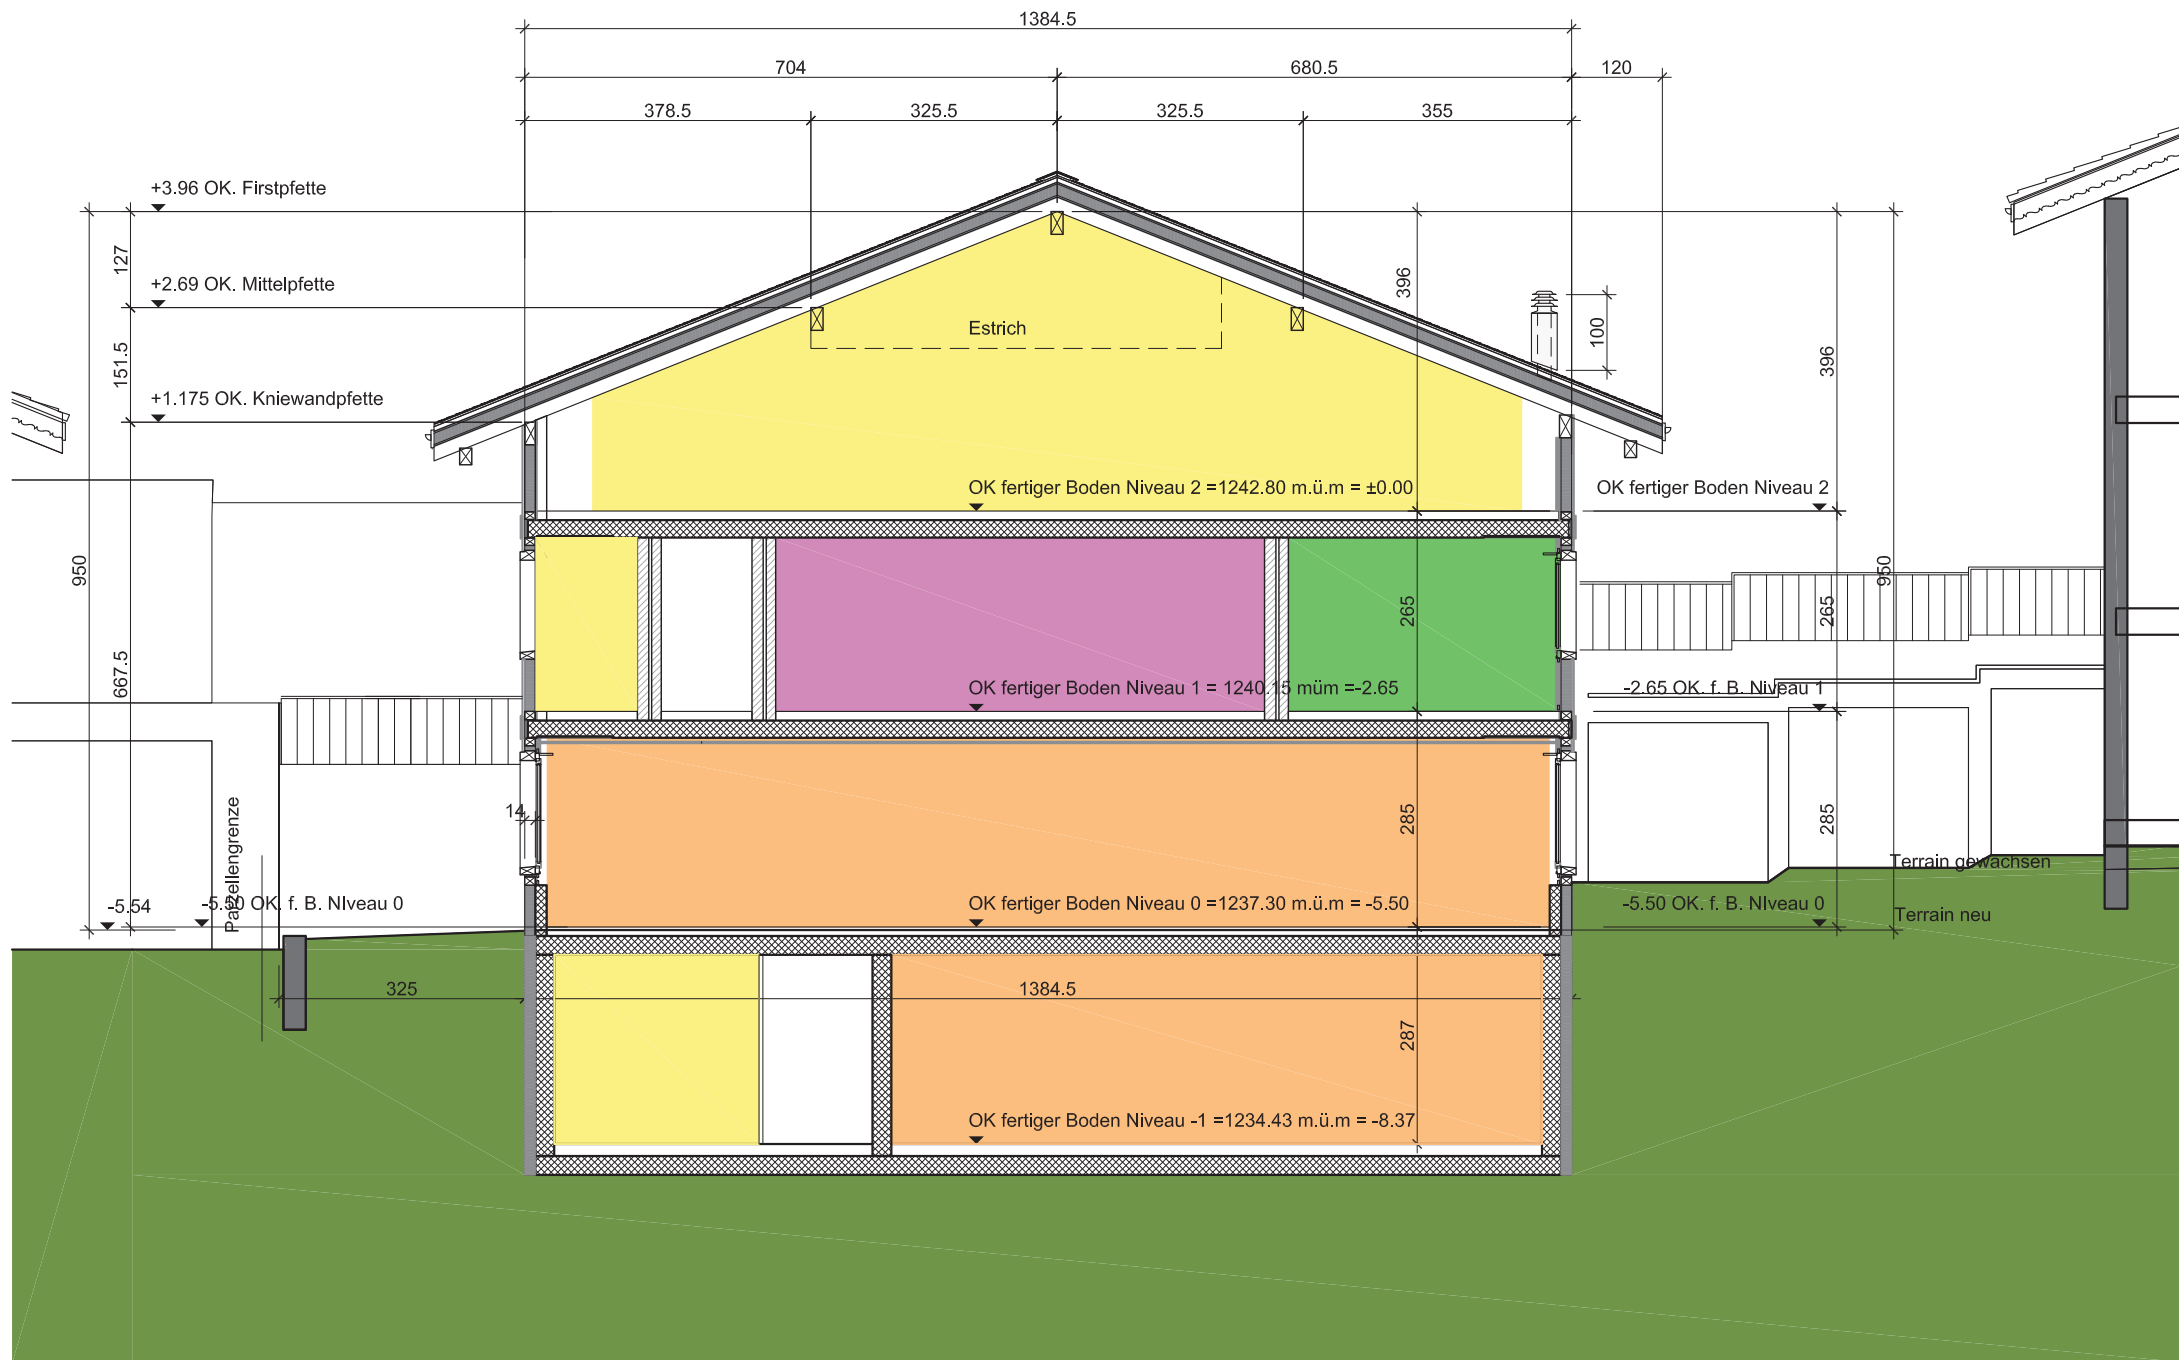 1384.5
704
680.5
120
378.5
325.5
325.5
355
+3.96 OK. Firstpfette
127
+2.69 OK. Mittelpfette
396
100
Estrich
151.5
396
+1.175 OK. Kniewandpfette
OK fertiger Boden Niveau 2 =1242.80 m.ü.m = ±0.00
OK fertiger Boden Niveau 2
950
950
265
265
667.5
OK fertiger Boden Niveau 1 = 1240.15 müm =-2.65
-2.65 OK. f. B. Niveau 1
14
285
285
Parzellengrenze
Terrain gewachsen
-5.54
-5.50 OK. f. B. NIveau 0
OK fertiger Boden Niveau 0 =1237.30 m.ü.m = -5.50
-5.50 OK. f. B. NIveau 0
Terrain neu
325
1384.5
287
OK fertiger Boden Niveau -1 =1234.43 m.ü.m = -8.37